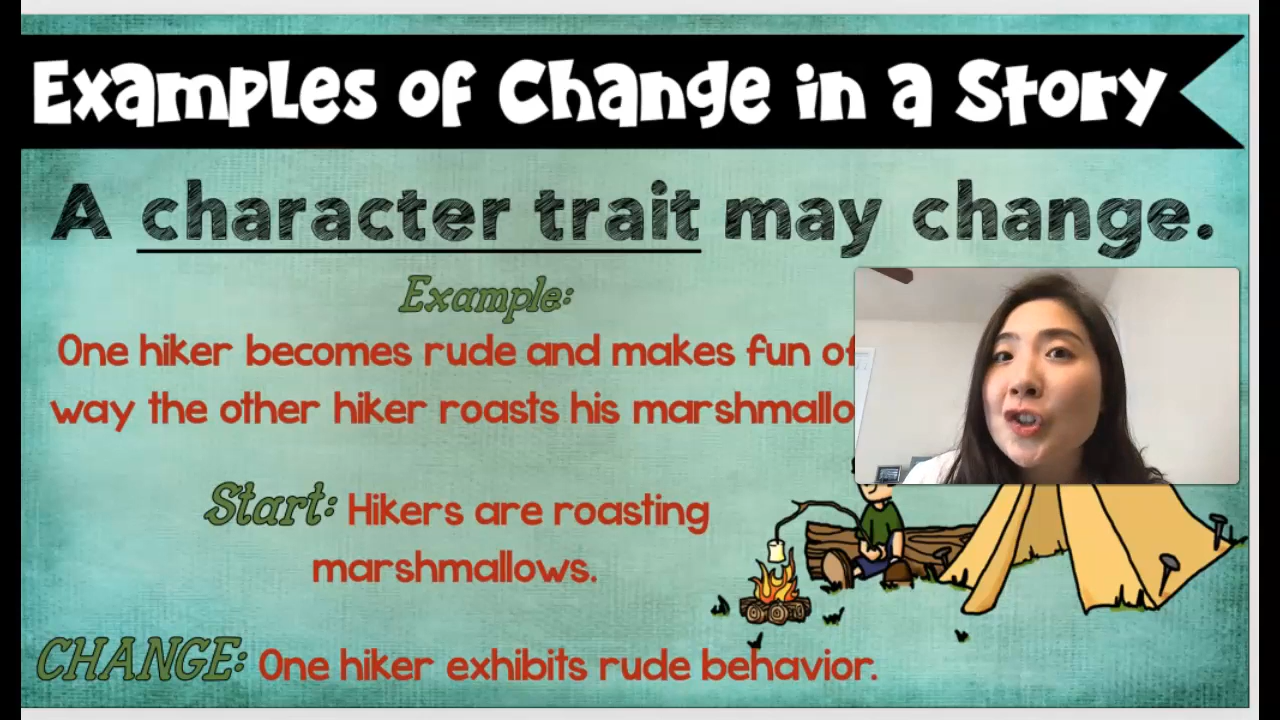 Examples of Change in a Story
A character trait may change.
Example:
One hiker becomes rude and makes fun of
way the other hiker roasts his
Start: Hikers are roasting
marshmallows.
CHANGE: One hiker exhibits rude behavior.